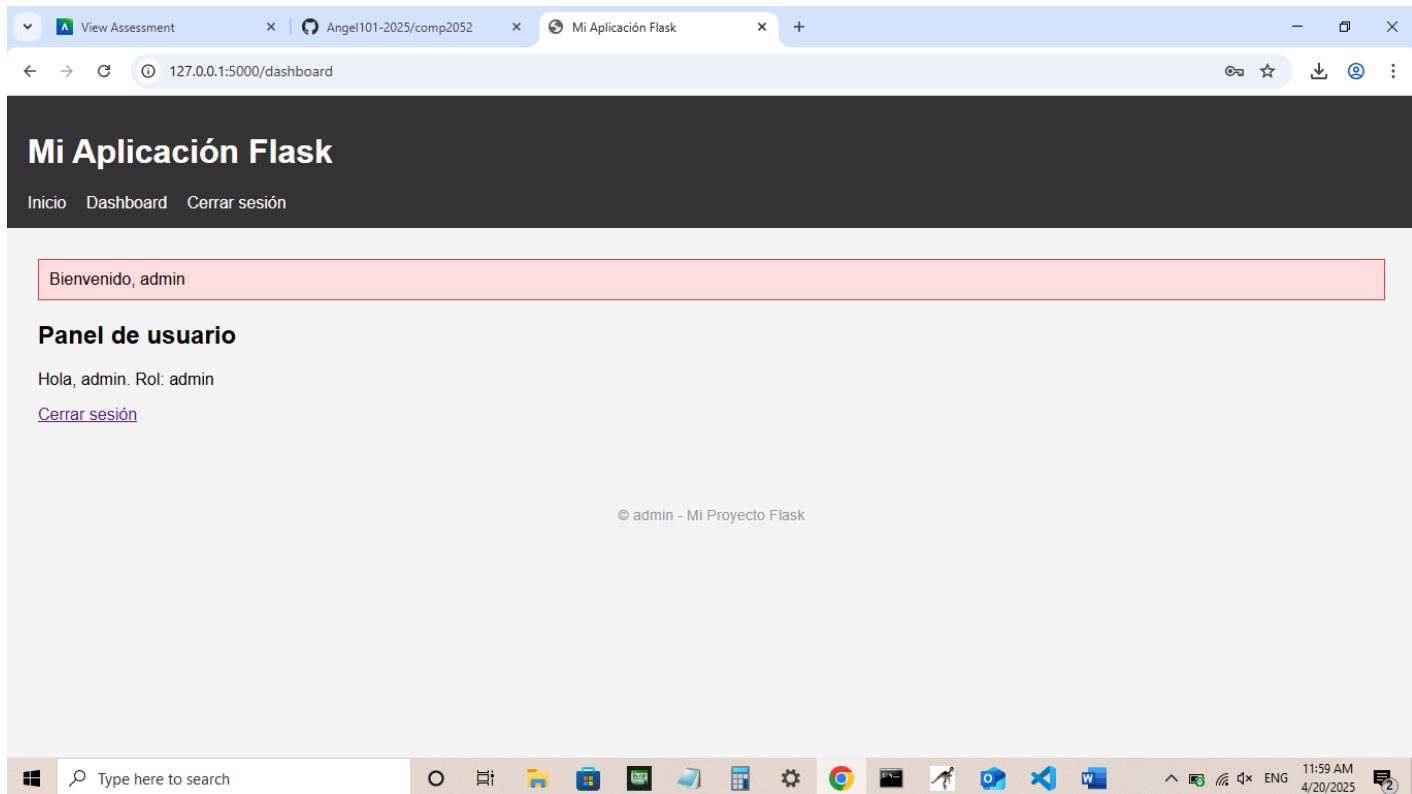 View Assessment
Angel101-2025/comp2052
Mi Aplicación Flask
127.0.0.1:5000/dashboard
Mi Aplicación Flask
Inicio Dashboard Cerrar sesión
Bienvenido, admin
Panel de usuario
Hola, admin. Rol: admin
Cerrar sesión
© admin - Mi Proyecto Flask
Type here to search
ENG
11:59 AM
4/20/2025
2